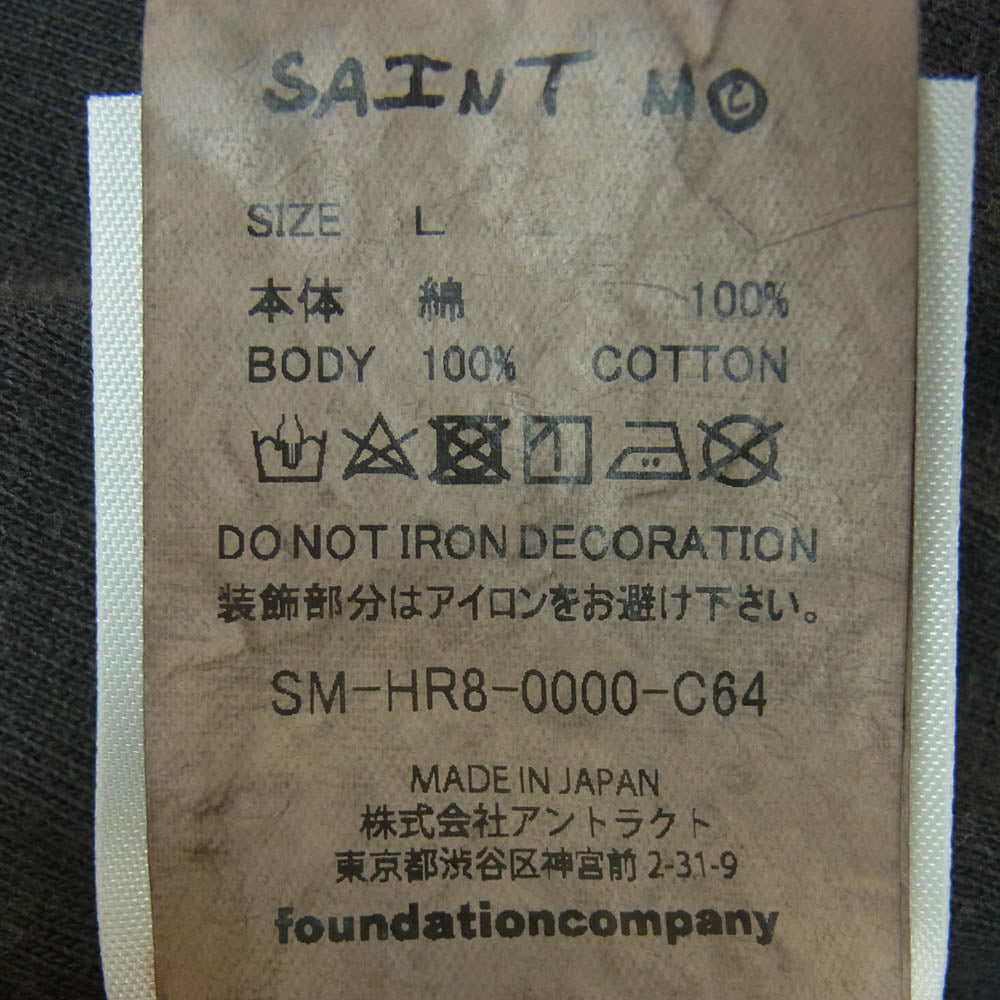 SAINT M©
SIZE L
本体 綿 100%
BODY 100% COTTON
DO NOT IRON DECORATION
装飾部分はアイロンをお避け下さい。
SM-HR8-0000-C64
MADE IN JAPAN
株式会社アントラクト
東京都渋谷区神宮前 2-31-9
foundationcompany